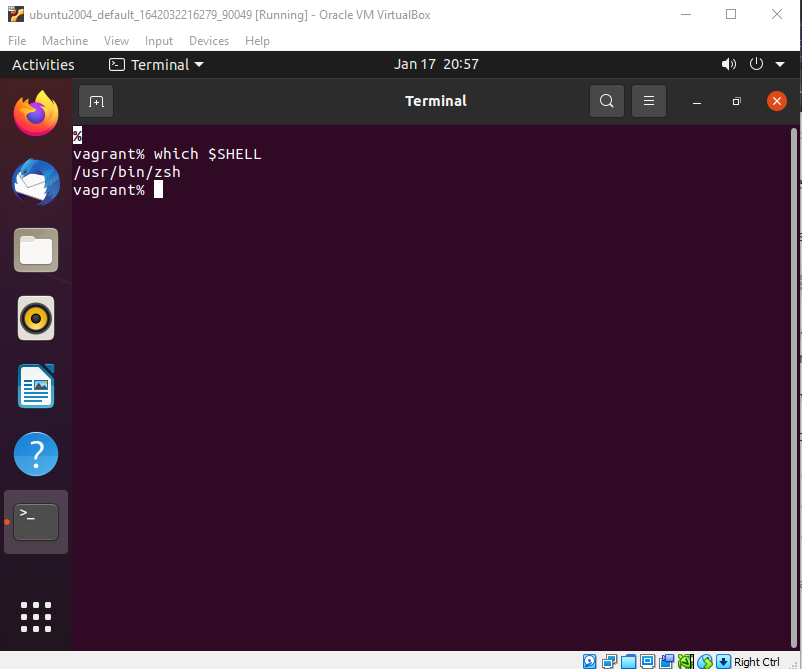 ubuntu2004_default_1642032216279_90049 [Running] - Oracle VM VirtualBox
File Machine View Input Devices Help
Activities Terminal Jan 17 20:57
Terminal
%
vagrant% which $SHELL
/usr/bin/zsh
vagrant%
?
>_
Right Ctrl